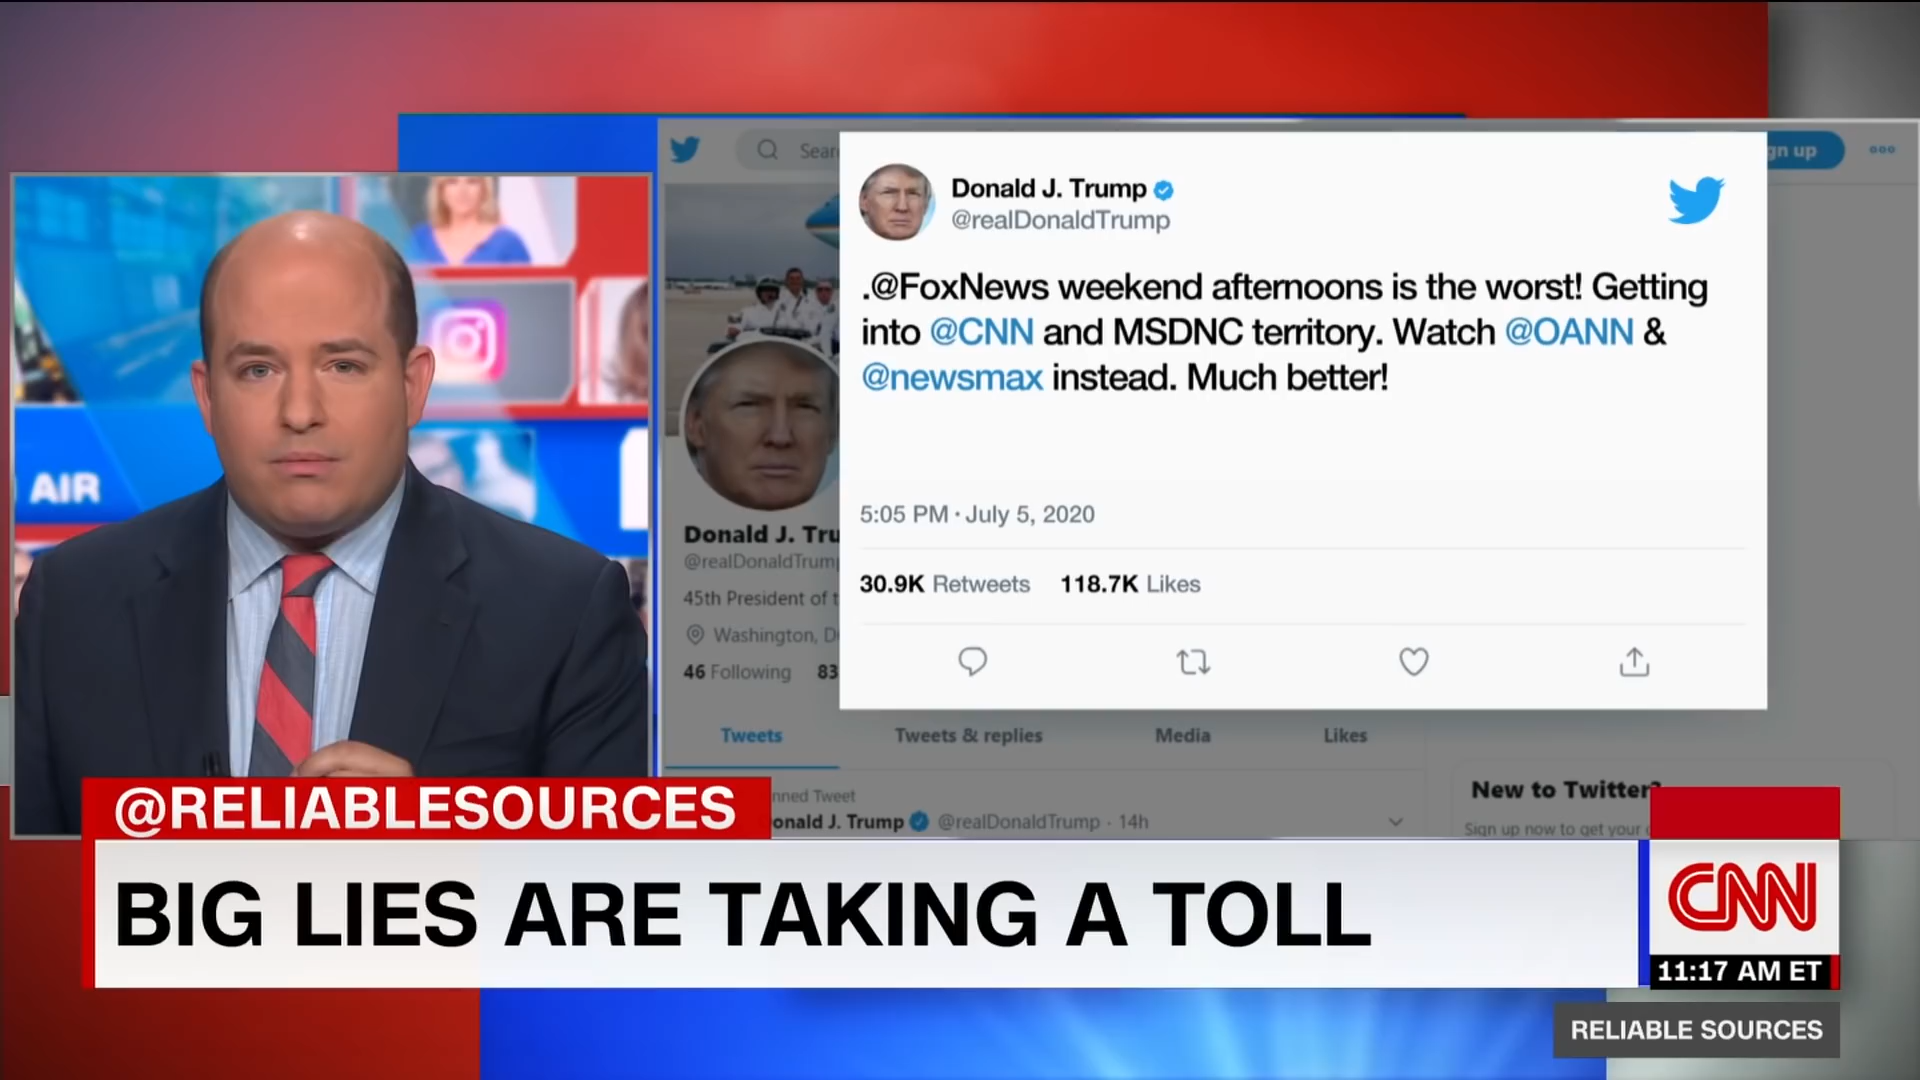 Donald J. Trump
@realDonaldTrump
.@FoxNews weekend afternoons is the worst! Getting
into @CNN and MSDNC territory. Watch @OANN &
@newsmax instead. Much better!
5:05 PM · July 5, 2020
30.9K Retweets 118.7K Likes
AIR
Donald J.
45th President of
Washington,
46 Following 83
Tweets Tweets & replies Media Likes
New to Twitter?
Tweet
J. Trump @realDonaldTrump · 14h
Sign up now to get your
up
@RELIABLESOURCES
BIG LIES ARE TAKING A TOLL
CNN
11:17 AM ET
RELIABLE SOURCES